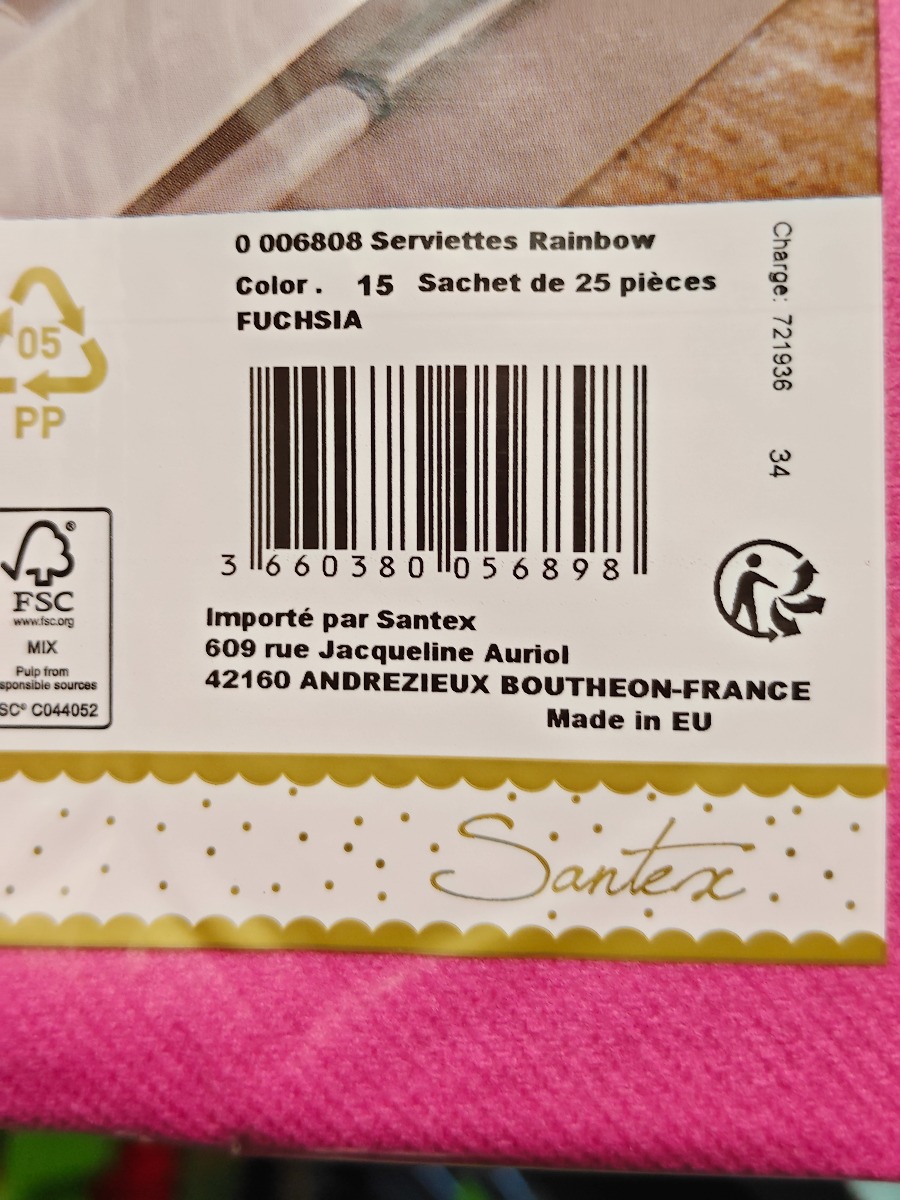 0 006808 Serviettes Rainbow
Color. 15 Sachet de 25 pièces
FUCHSIA
Charge: 721936 34
05
PP
3 660380 056898
FSC®
www.fsc.org
MIX
Pulp from
sponsible sources
SC® C044052
Importé par Santex
609 rue Jacqueline Auriol
42160 ANDREZIEUX BOUTHEON-FRANCE
Made in EU
Santex